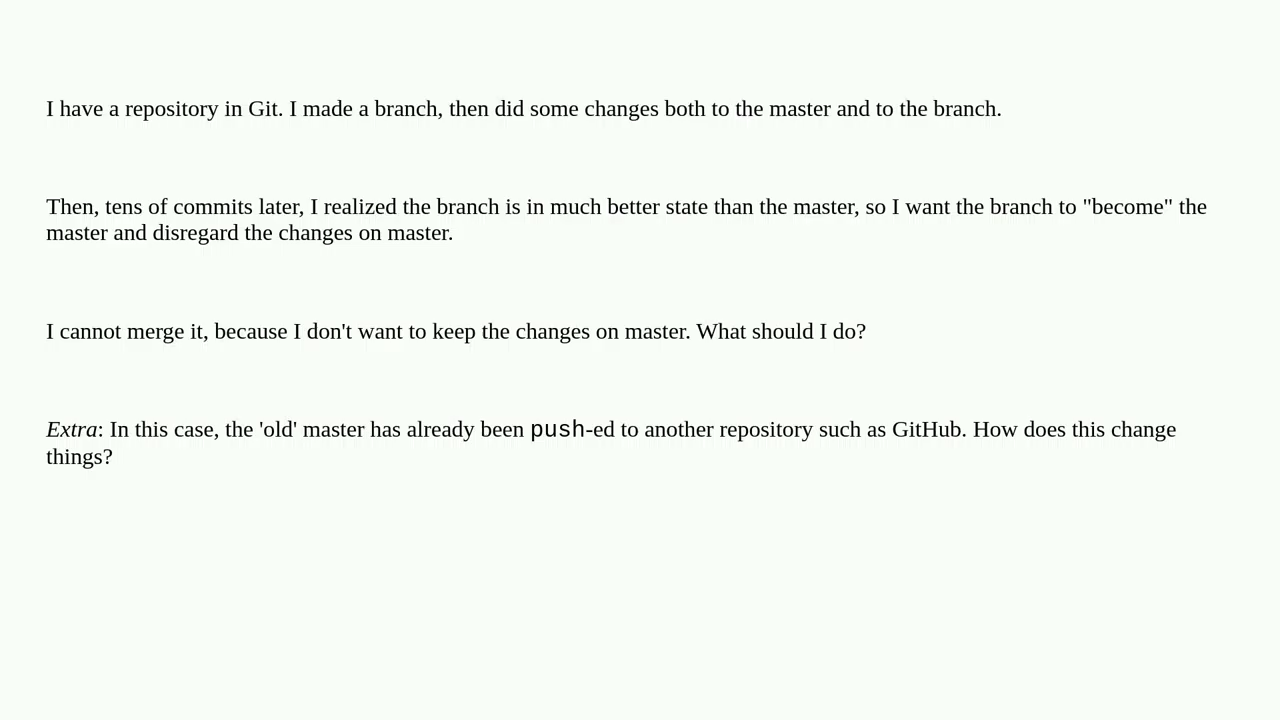 I have a repository in Git. I made a branch, then did some changes both to the master and to the branch.
Then, tens of commits later, I realized the branch is in much better state than the master, so I want the branch to "become" the
master and disregard the changes on master.
I cannot merge it, because I don't want to keep the changes on master. What should I do?
Extra: In this case, the 'old' master has already been push-ed to another repository such as GitHub. How does this change
things?